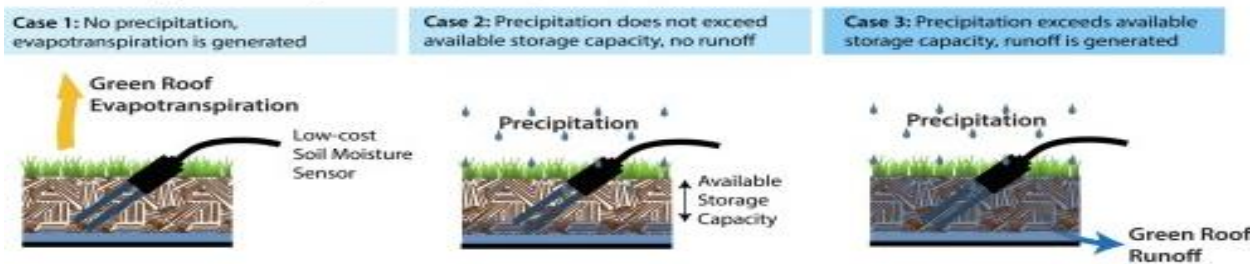 Case 1: No precipitation,
evapotranspiration is generated
Case 2: Precipitation does not exceed
available storage capacity, no runoff
Case 3: Precipitation exceeds available
storage capacity, runoff is generated
Green Roof
Evapotranspiration
Low-cost
Soil Moisture
Sensor
Precipitation
Available
Storage
Capacity
Precipitation
Green Roof
Runoff